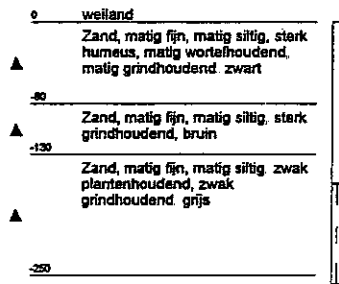 0 weiland
Zand, matig fijn, matig siltig, sterk
humeus, matig wortelhoudend,
matig grindhoudend. zwart
-80
Zand, matig fijn, matig siltig, sterk
grindhoudend, bruin
-130
Zand, matig fijn, matig siltig. zwak
plantenhoudend, zwak
grindhoudend. grijs
-250